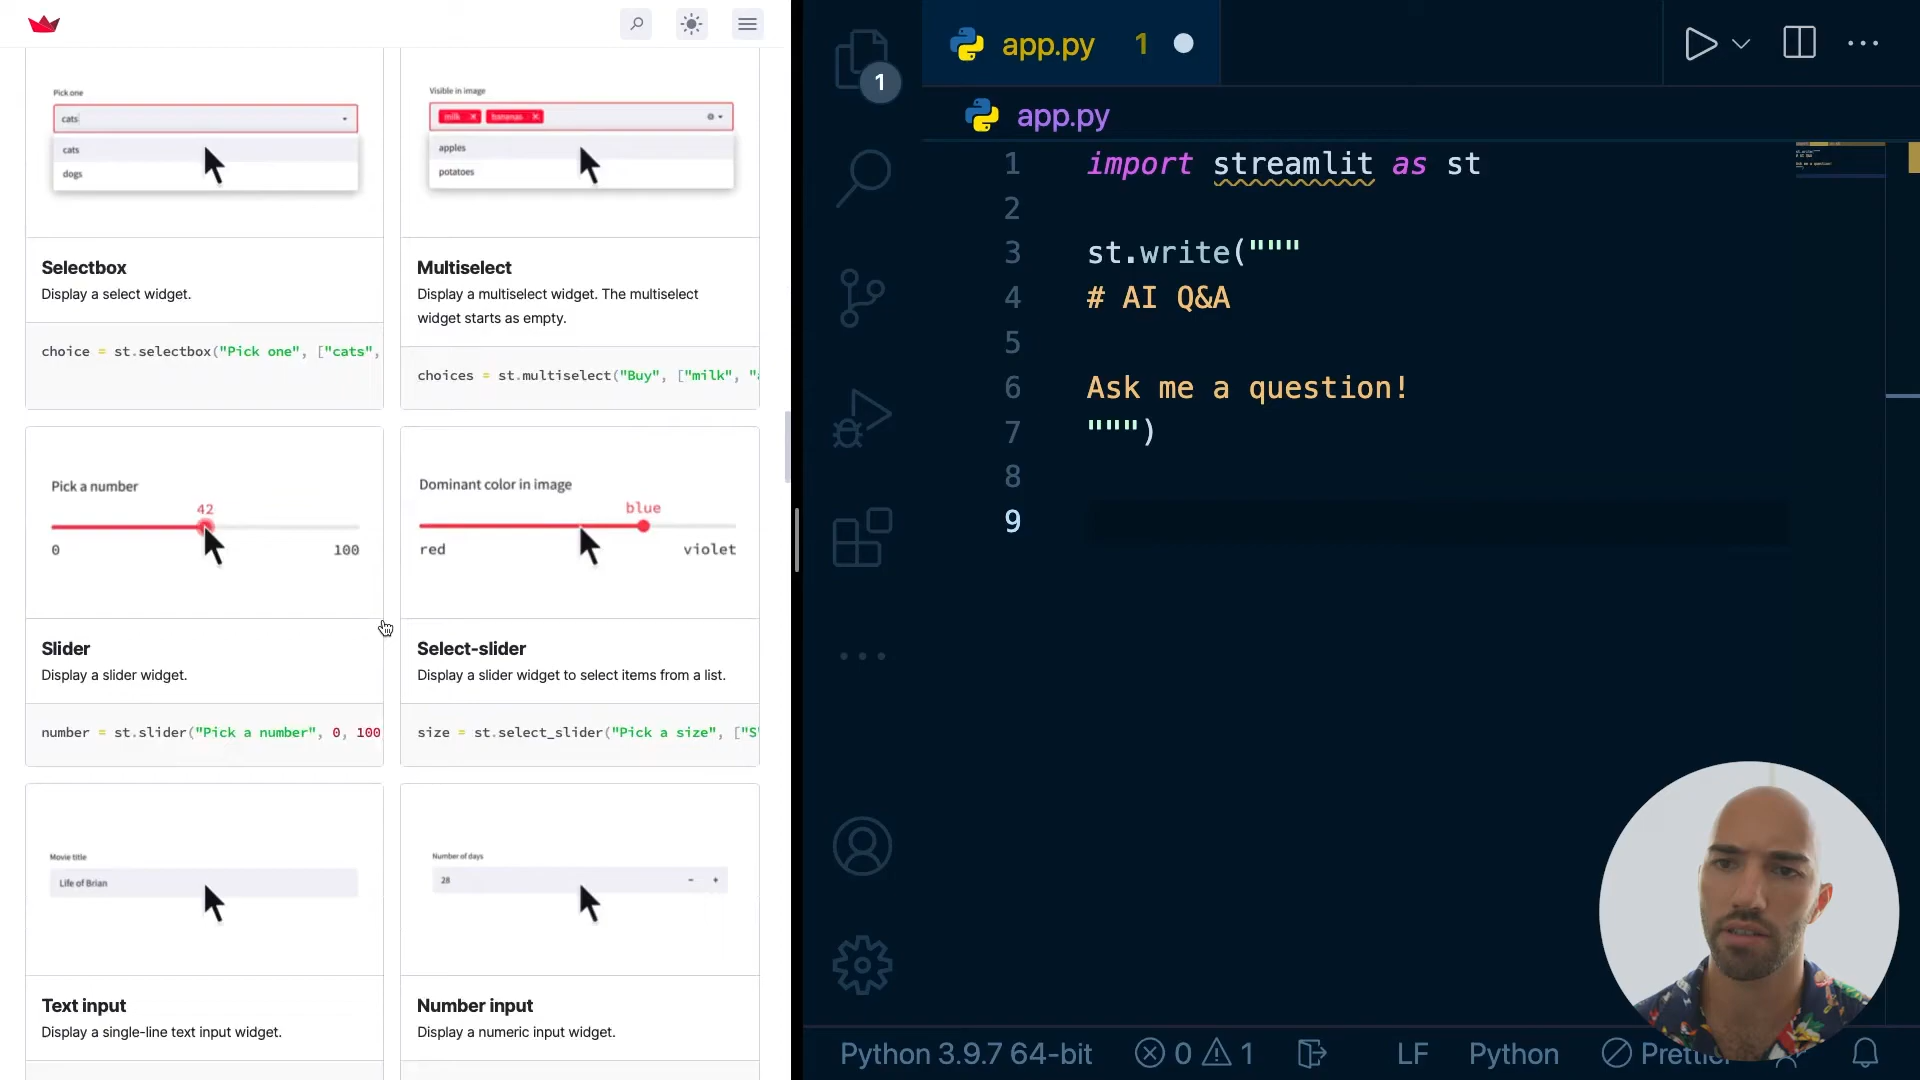 Pick one
cats
cats
dogs
Selectbox
Display a select widget.
choice = st.selectbox("Pick one", ["cats",
Visible in image
milk
bananas
apples
potatoes
Multiselect
Display a multiselect widget. The multiselect
widget starts as empty.
choices = st.multiselect("Buy", ["milk", "a
Pick a number
42
0 100
Slider
Display a slider widget.
number = st.slider("Pick a number", 0, 100
Dominant color in image
blue
red violet
Select-slider
Display a slider widget to select items from a list.
size = st.select_slider("Pick a size", ["S"
Movie title
Life of Brian
Text input
Display a single-line text input widget.
Number of days
28 - +
Number input
Display a numeric input widget.
1
app.py 1
app.py
1 import streamlit as st
2
3 st.write("""
4 # AI Q&A
5
6 Ask me a question!
7 """)
8
9
Python 3.9.7 64-bit 0 1 LF Python Prettier